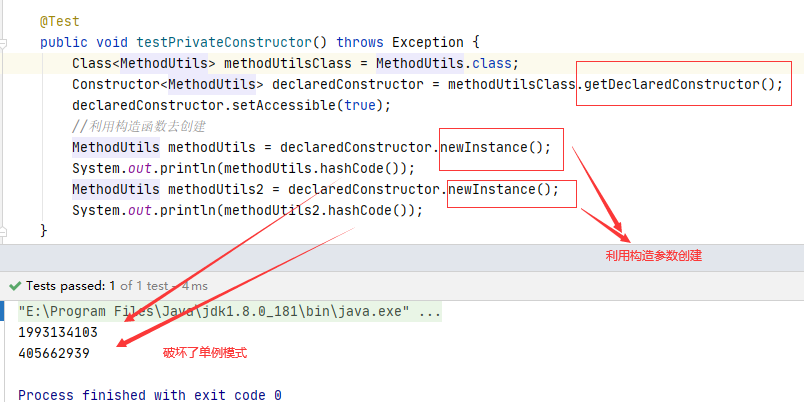 @Test
public void testPrivateConstructor() throws Exception {
Class<MethodUtils> methodUtilsClass = MethodUtils.class;
Constructor<MethodUtils> declaredConstructor = methodUtilsClass.getDeclaredConstructor();
declaredConstructor.setAccessible(true);
//利用构造函数去创建
MethodUtils methodUtils = declaredConstructor.newInstance();
System.out.println(methodUtils.hashCode());
MethodUtils methodUtils2 = declaredConstructor.newInstance();
System.out.println(methodUtils2.hashCode());
}
利用构造参数创建
Tests passed: 1 of 1 test – 4 ms
"E:\Program Files\Java\jdk1.8.0_181\bin\java.exe" ...
1993134103
405662939 破坏了单例模式
Process finished with exit code 0